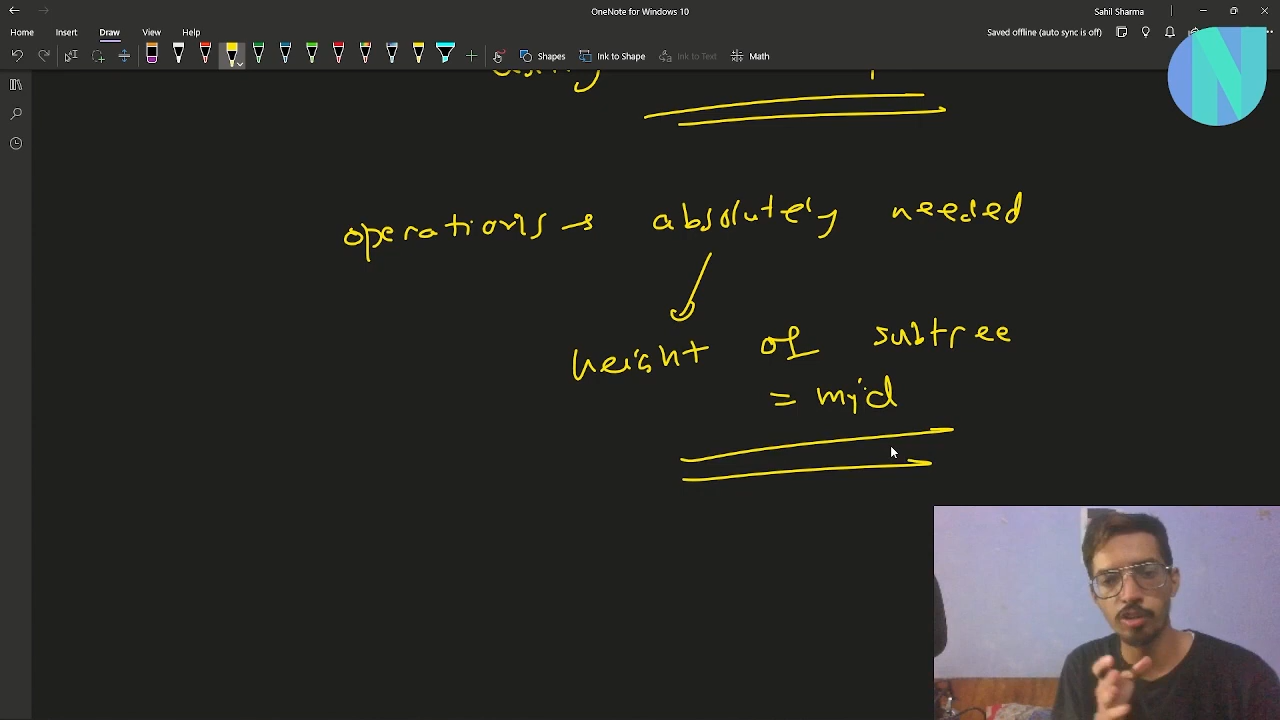 OneNote for Windows 10
Sahil Sharma
Home Insert Draw View Help
Saved offline (auto sync is off)
Shapes Ink to Shape Ink to Text Math
operations absolutely needed
height of subtree
= mid
N